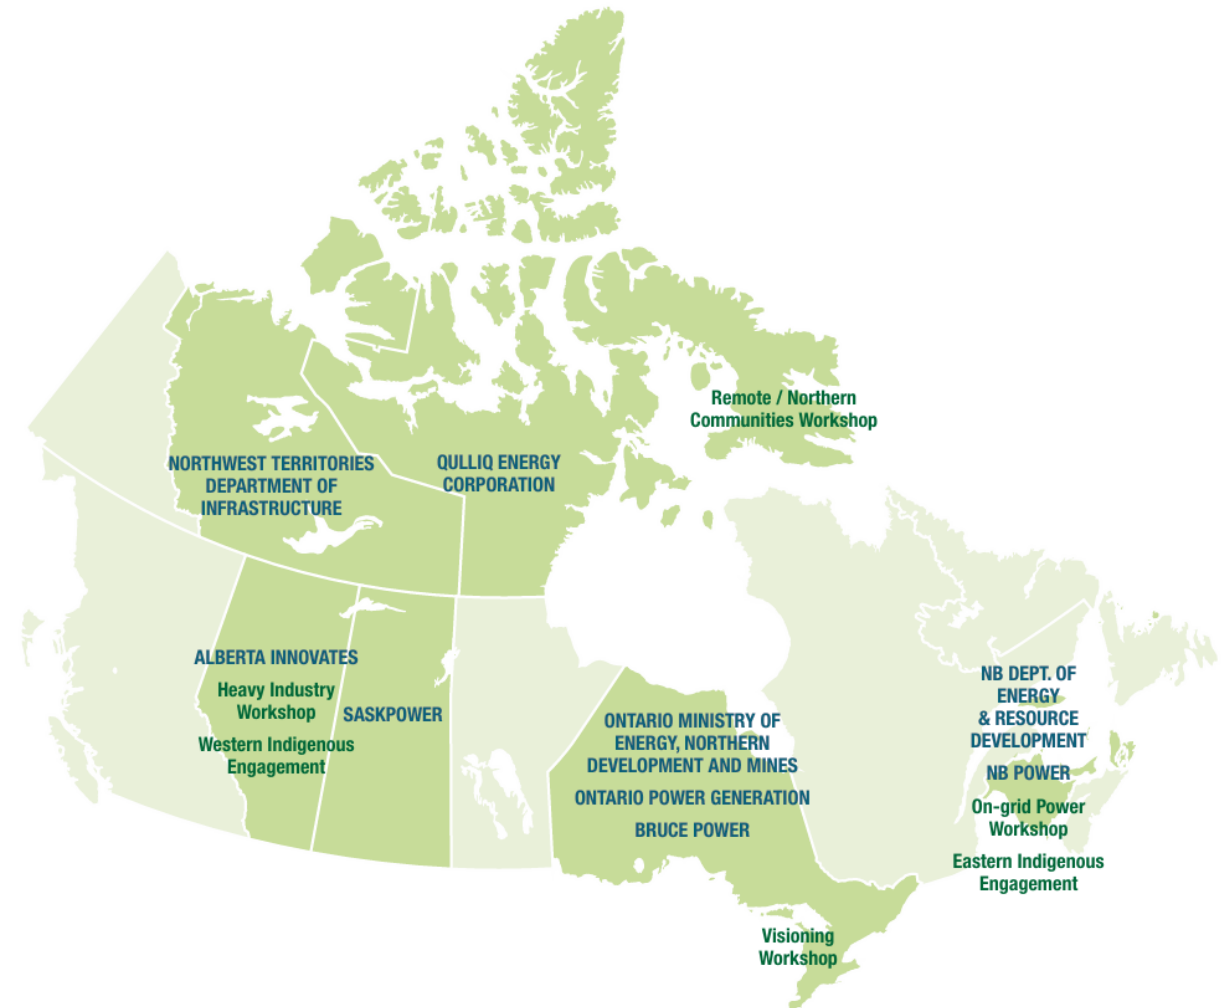 Remote / Northern
Communities Workshop
NORTHWEST TERRITORIES
DEPARTMENT OF
INFRASTRUCTURE
QULLIQ ENERGY
CORPORATION
ALBERTA INNOVATES
Heavy Industry
Workshop
Western Indigenous
Engagement
SASKPOWER
ONTARIO MINISTRY OF
ENERGY, NORTHERN
DEVELOPMENT AND MINES
ONTARIO POWER GENERATION
BRUCE POWER
Visioning
Workshop
NB DEPT. OF
ENERGY
& RESOURCE
DEVELOPMENT
NB POWER
On-grid Power
Workshop
Eastern Indigenous
Engagement